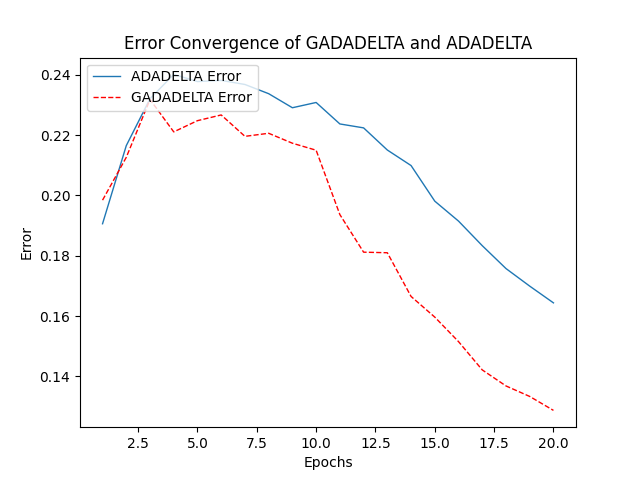 Error Convergence of GADADELTA and ADADELTA
ADADELTA Error
GADADELTA Error
0.24
0.22
0.20
0.18
0.16
0.14
Error
2.5 5.0 7.5 10.0 12.5 15.0 17.5 20.0
Epochs